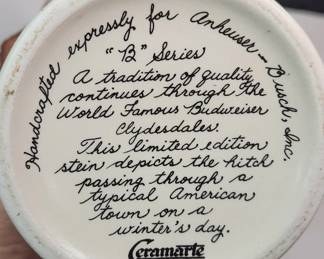 Handcrafted expressly for Anheuser-Busch, Inc.
"B" Series
A tradition of quality
continues through the
World Famous Budweiser
Clydesdales.
This limited edition
stein depicts the hitch
passing through a
typical American
town on a
winter's day.
Ceramarte